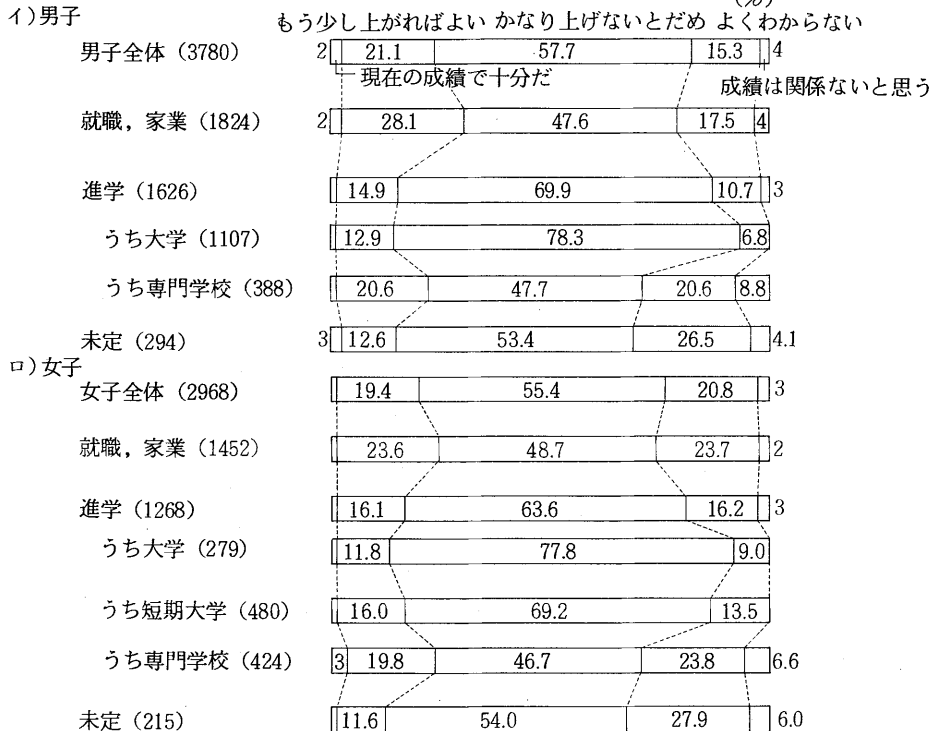 イ)男子
(%)
もう少し上がればよい かなり上げないとだめ よくわからない
男子全体(3780) 2 21.1 57.7 15.3 4
現在の成績で十分だ
成績は関係ないと思う
就職,家業(1824) 2 28.1 47.6 17.5 4
進学(1626) 14.9 69.9 10.7 3
うち大学(1107) 12.9 78.3 6.8
うち専門学校(388) 20.6 47.7 20.6 8.8
未定(294) 3 12.6 53.4 26.5 4.1
ロ)女子
女子全体(2968) 19.4 55.4 20.8 3
就職,家業(1452) 23.6 48.7 23.7 2
進学(1268) 16.1 63.6 16.2 3
うち大学(279) 11.8 77.8 9.0
うち短期大学(480) 16.0 69.2 13.5
うち専門学校(424) 3 19.8 46.7 23.8 6.6
未定(215) 11.6 54.0 27.9 6.0